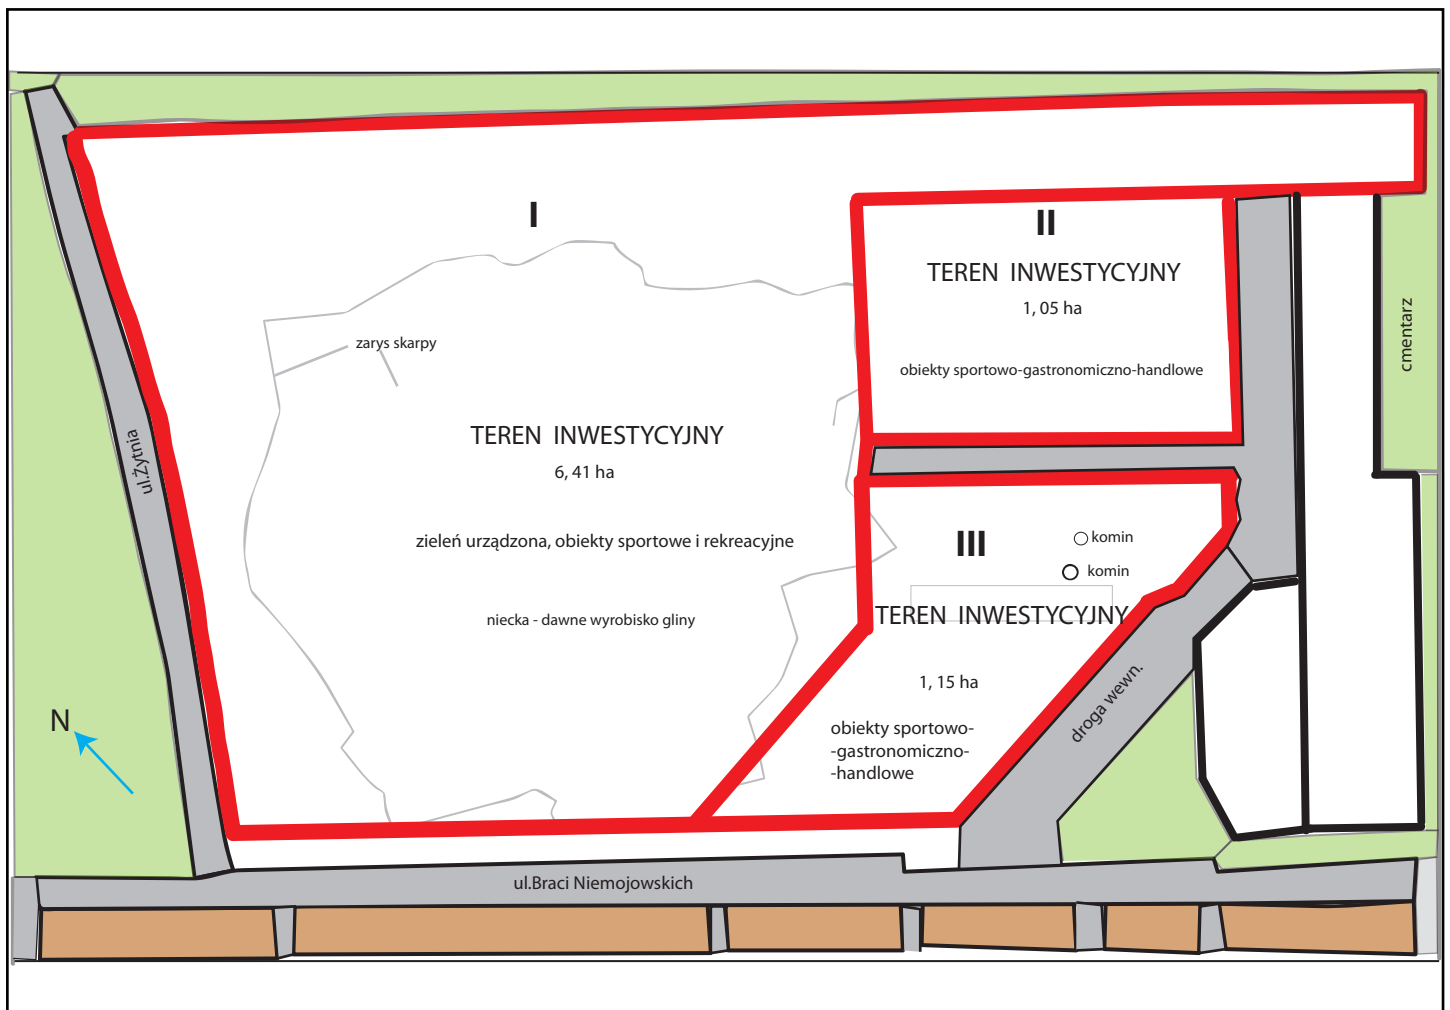 I
II
TEREN INWESTYCYJNY
1, 05 ha
obiekty sportowo-gastronomiczno-handlowe
cmentarz
zarys skarpy
ul.Żytnia
TEREN INWESTYCYJNY
6, 41 ha
zieleń urządzona, obiekty sportowe i rekreacyjne
niecka - dawne wyrobisko gliny
III
komin
komin
TEREN INWESTYCYJNY
1, 15 ha
obiekty sportowo-
-gastronomiczno-
-handlowe
droga wewn.
N
ul.Braci Niemojowskich